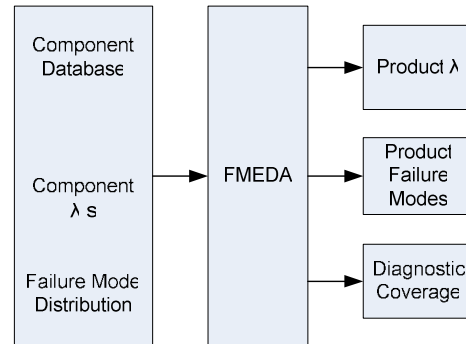 Component
Database
Component
λ s
Failure Mode
Distribution
FMEDA
Product λ
Product
Failure
Modes
Diagnostic
Coverage